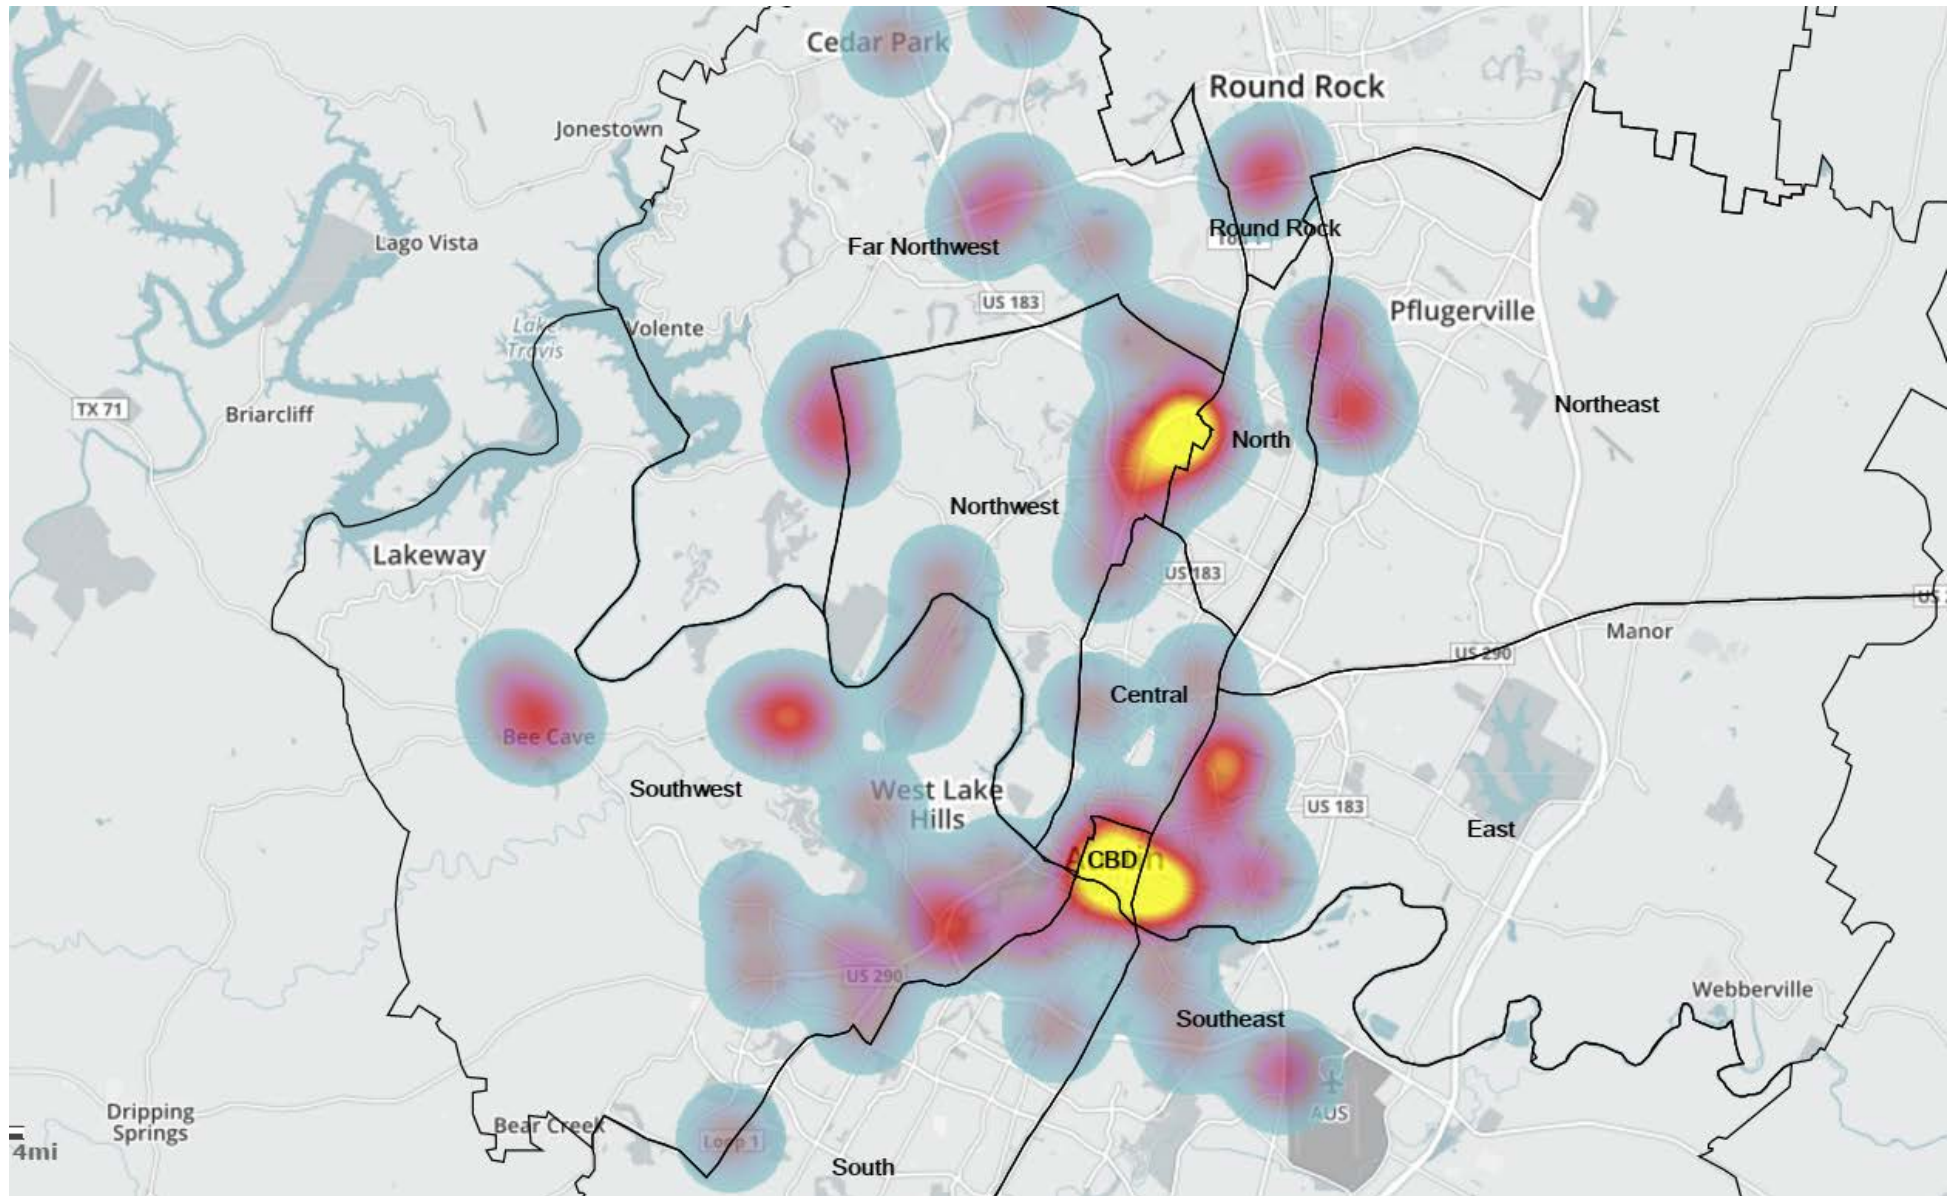 Cedar Park
Round Rock
Jonestown
Lago Vista
Far Northwest
Round Rock
US 183
Pflugerville
Lake
Travis
Volente
TX 71
Briarcliff
Northeast
North
Northwest
Lakeway
US 183
US 2
Manor
US 290
Central
Bee Cave
Southwest
West Lake
Hills
US 183
East
CBD
US 290
Webberville
Southeast
Dripping
Springs
Bear Creek
Loop 1
AUS
4mi
South